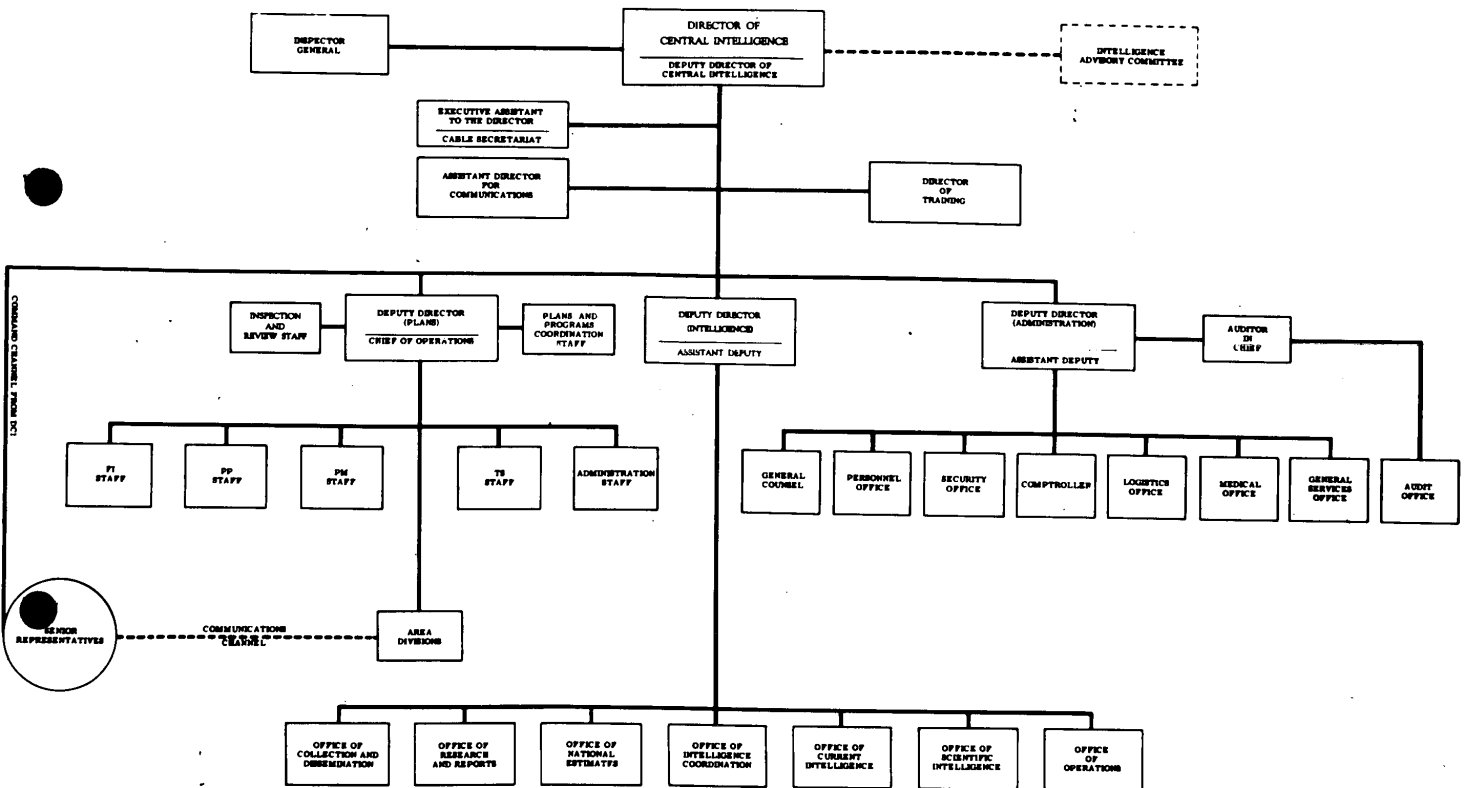 INSPECTOR
GENERAL
DIRECTOR OF
CENTRAL INTELLIGENCE
DEPUTY DIRECTOR OF
CENTRAL INTELLIGENCE
INTELLIGENCE
ADVISORY COMMITTEE
EXECUTIVE ASSISTANT
TO THE DIRECTOR
CABLE SECRETARIAT
ASSISTANT DIRECTOR
FOR
COMMUNICATIONS
DIRECTOR
OF
TRAINING
COMMAND CHANNEL FROM DCI
INSPECTION
AND
REVIEW STAFF
DEPUTY DIRECTOR
(PLANS)
CHIEF OF OPERATIONS
PLANS AND
PROGRAMS
COORDINATION
STAFF
DEPUTY DIRECTOR
(INTELLIGENCE)
ASSISTANT DEPUTY
DEPUTY DIRECTOR
(ADMINISTRATION)
ASSISTANT DEPUTY
AUDITOR
IN
CHIEF
FI
STAFF
PP
STAFF
PM
STAFF
TS
STAFF
ADMINISTRATION
STAFF
GENERAL
COUNSEL
PERSONNEL
OFFICE
SECURITY
OFFICE
COMPTROLLER
LOGISTICS
OFFICE
MEDICAL
OFFICE
GENERAL
SERVICES
OFFICE
AUDIT
OFFICE
SENIOR
REPRESENTATIVES
COMMUNICATIONS
CHANNEL
AREA
DIVISIONS
OFFICE OF
COLLECTION AND
DISSEMINATION
OFFICE OF
RESEARCH
AND REPORTS
OFFICE OF
NATIONAL
ESTIMATES
OFFICE OF
INTELLIGENCE
COORDINATION
OFFICE OF
CURRENT
INTELLIGENCE
OFFICE OF
SCIENTIFIC
INTELLIGENCE
OFFICE
OF
OPERATIONS